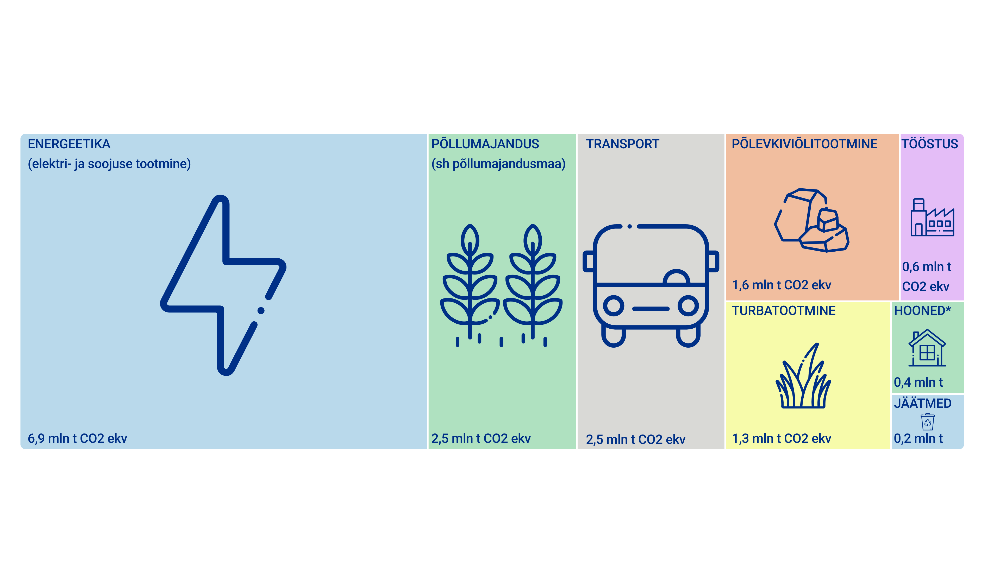 ENERGEETIKA
(elektri- ja soojuse tootmine)
6,9 mln t CO2 ekv
PÕLLUMAJANDUS
(sh põllumajandusmaa)
2,5 mln t CO2 ekv
TRANSPORT
2,5 mln t CO2 ekv
PÕLEVKIVIÕLITOOTMINE
1,6 mln t CO2 ekv
TÖÖSTUS
0,6 mln t
CO2 ekv
TURBATOOTMINE
1,3 mln t CO2 ekv
HOONED*
0,4 mln t
JÄÄTMED
0,2 mln t